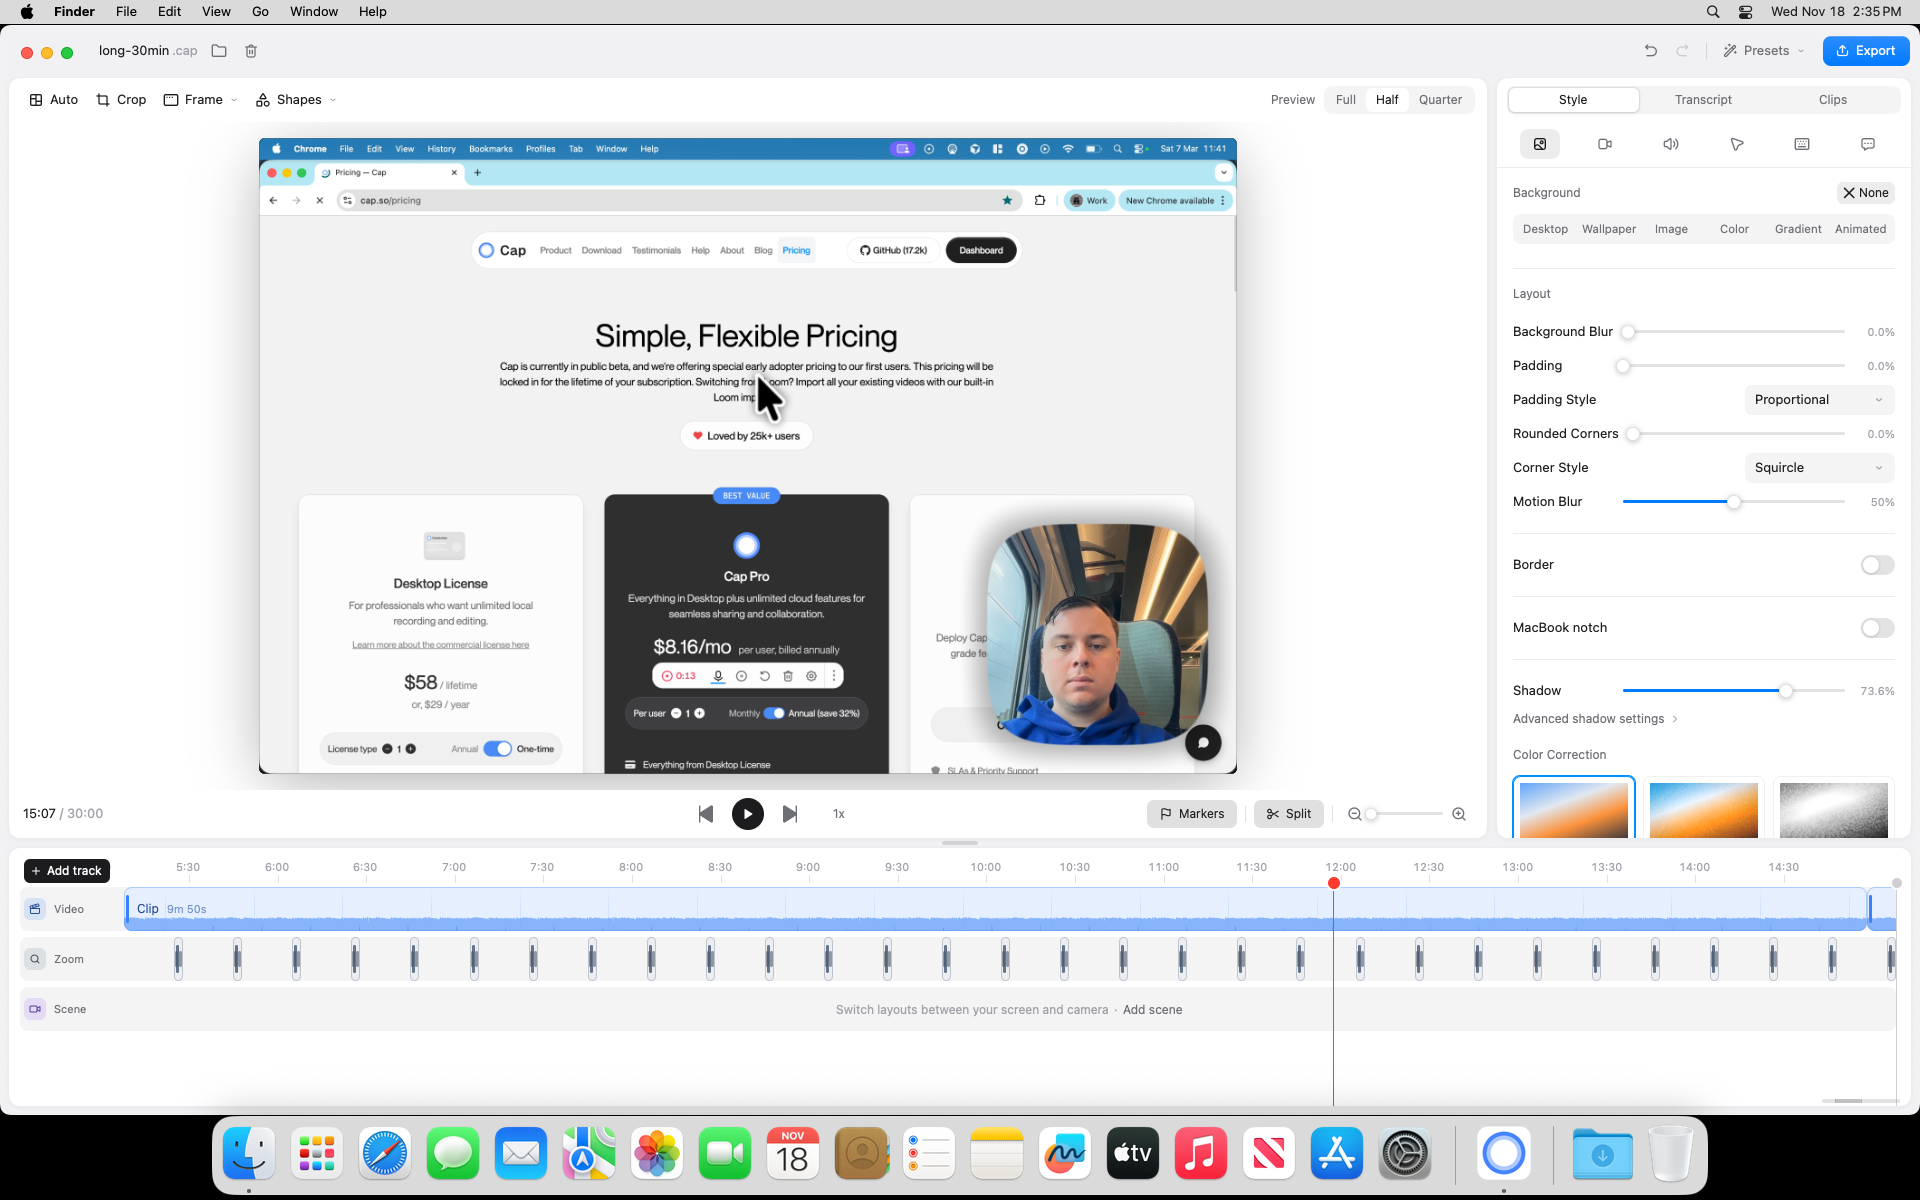 Finder File Edit View Go Window Help
Wed Nov 18 2:35 PM
long-30min .cap
Presets
Export
Auto Crop Frame Shapes
Preview Full Half Quarter
Chrome File Edit View History Bookmarks Profiles Tab Window Help
Sat 7 Mar 11:41
Pricing — Cap
cap.so/pricing
Work
New Chrome available
Cap Product Download Testimonials Help About Blog Pricing
GitHub (17.2k)
Dashboard
Simple, Flexible Pricing
Cap is currently in public beta, and we're offering special early adopter pricing to our first users. This pricing will be
locked in for the lifetime of your subscription. Switching from Loom? Import all your existing videos with our built-in
Loom
Loved by 25k+ users
Desktop License
For professionals who want unlimited local
recording and editing.
Learn more about the commercial license here
$58 / lifetime
or, $29 / year
License type 1 Annual One-time
BEST VALUE
Cap Pro
Everything in Desktop plus unlimited cloud features for
seamless sharing and collaboration.
$8.16/mo per user, billed annually
0:13
Per user 1 Monthly Annual (save 32%)
Everything from Desktop License
Deploy Cap
grade
SLAs & Priority Support
15:07 / 30:00
1x
Markers
Split
Style Transcript Clips
Background
None
Desktop Wallpaper Image Color Gradient Animated
Layout
Background Blur 0.0%
Padding 0.0%
Padding Style Proportional
Rounded Corners 0.0%
Corner Style Squircle
Motion Blur 50%
Border
MacBook notch
Shadow 73.6%
Advanced shadow settings
Color Correction
+ Add track
5:30 6:00 6:30 7:00 7:30 8:00 8:30 9:00 9:30 10:00 10:30 11:00 11:30 12:00 12:30 13:00 13:30 14:00 14:30
Video
Clip 9m 50s
Zoom
Scene
Switch layouts between your screen and camera · Add scene
NOV
18
tv